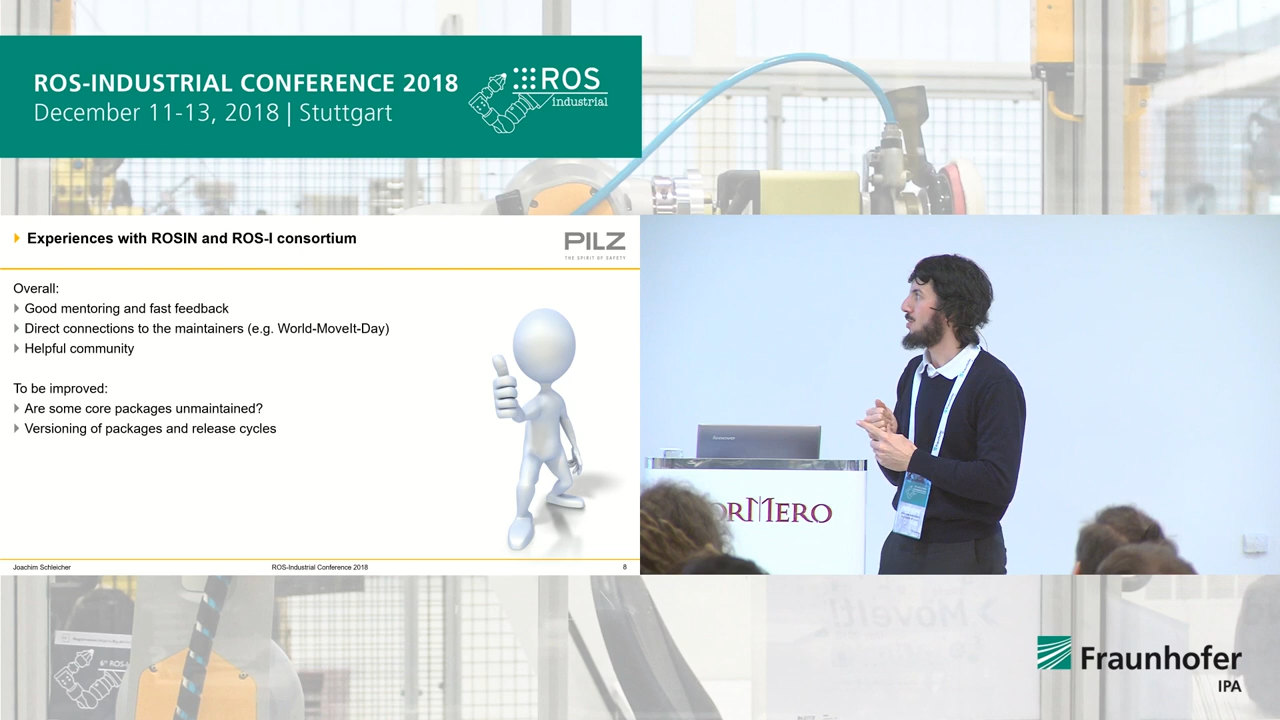 ROS-INDUSTRIAL CONFERENCE 2018
December 11-13, 2018 | Stuttgart
ROS
industrial
Experiences with ROSIN and ROS-I consortium
PILZ
THE SPIRIT OF SAFETY
Overall:
Good mentoring and fast feedback
Direct connections to the maintainers (e.g. World-MoveIt-Day)
Helpful community
To be improved:
Are some core packages unmaintained?
Versioning of packages and release cycles
Joachim Schleicher
ROS-Industrial Conference 2018
8
ORMERO
MoveIt!
Fraunhofer
IPA